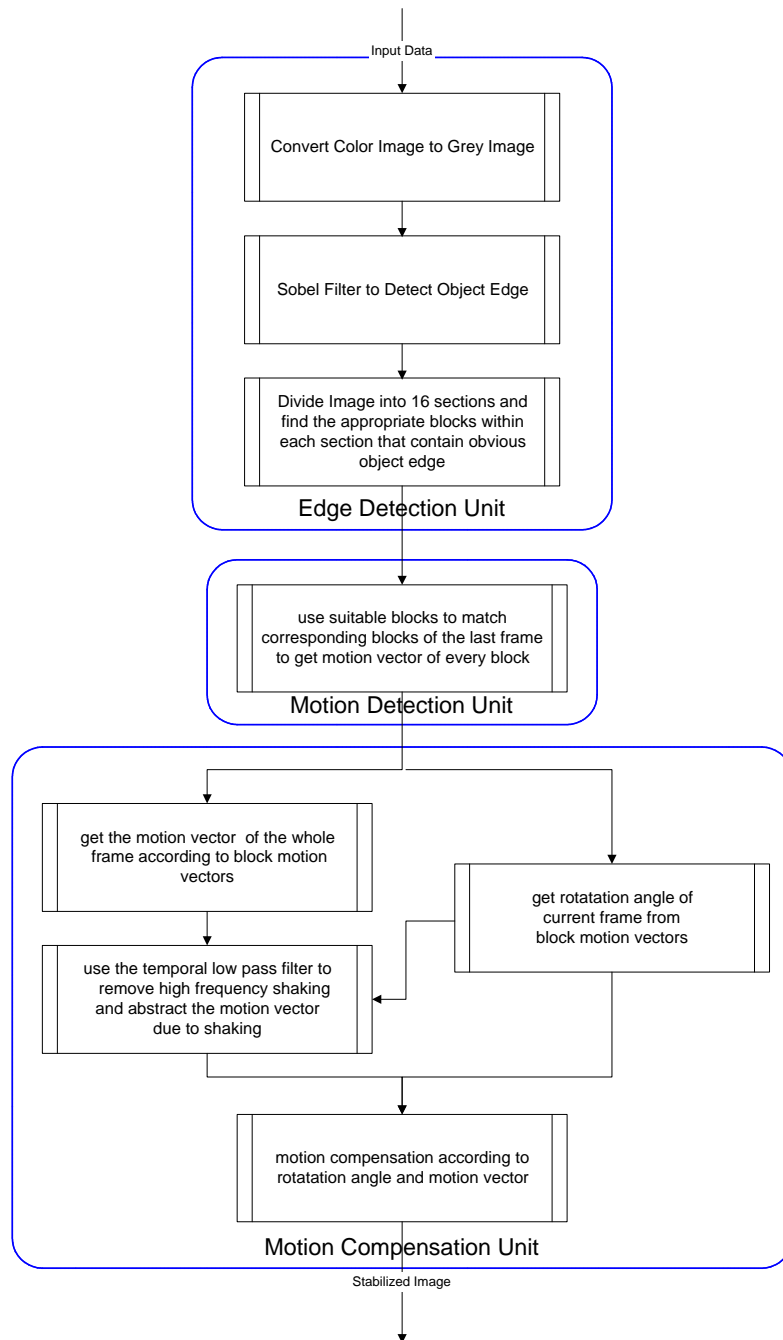 Input Data
Convert Color Image to Grey Image
Sobel Filter to Detect Object Edge
Divide Image into 16 sections and
find the appropriate blocks within
each section that contain obvious
object edge
Edge Detection Unit
use suitable blocks to match
corresponding blocks of the last frame
to get motion vector of every block
Motion Detection Unit
get the motion vector of the whole
frame according to block motion
vectors
get rotatation angle of
current frame from
block motion vectors
use the temporal low pass filter to
remove high frequency shaking
and abstract the motion vector
due to shaking
motion compensation according to
rotatation angle and motion vector
Motion Compensation Unit
Stabilized Image